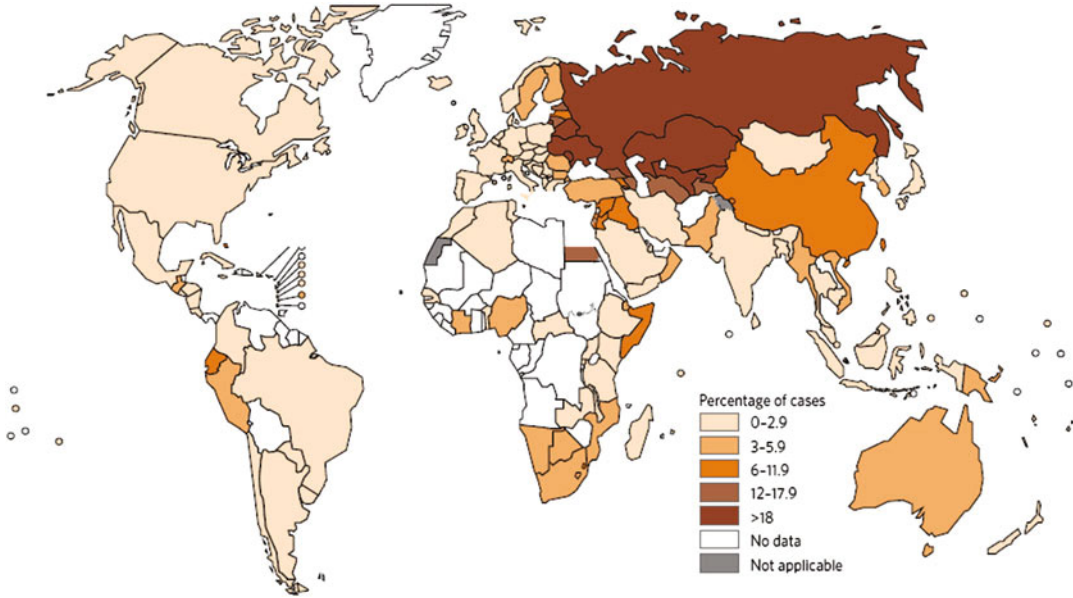 Percentage of cases
0–2.9
3–5.9
6–11.9
12–17.9
>18
No data
Not applicable